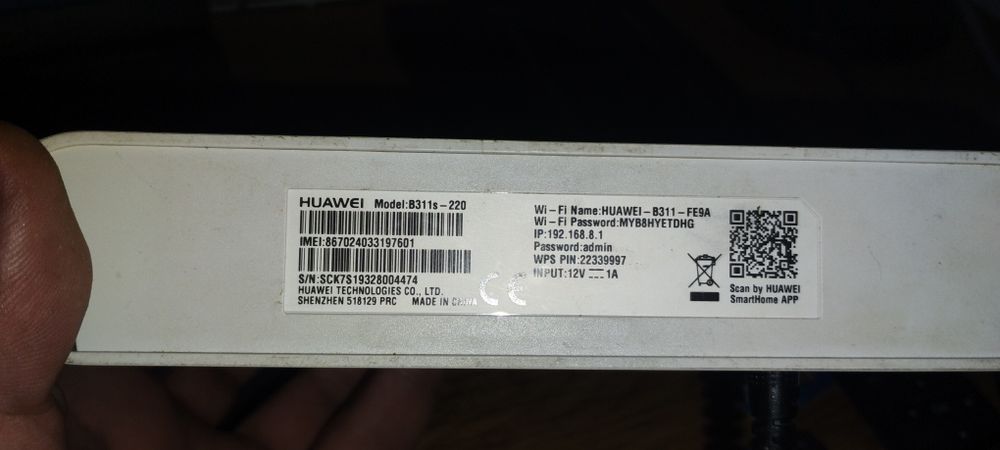 HUAWEI Model:B311s-220
IMEI:867024033197601
S/N:SCK7S19328004474
HUAWEI TECHNOLOGIES CO., LTD.
SHENZHEN 518129 PRC MADE IN CHINA
CE
Wi-Fi Name:HUAWEI-B311-FE9A
Wi-Fi Password:MYB8HYETDHG
IP:192.168.8.1
Password:admin
WPS PIN:22339997
INPUT:12V ⎓ 1A
Scan by HUAWEI
SmartHome APP